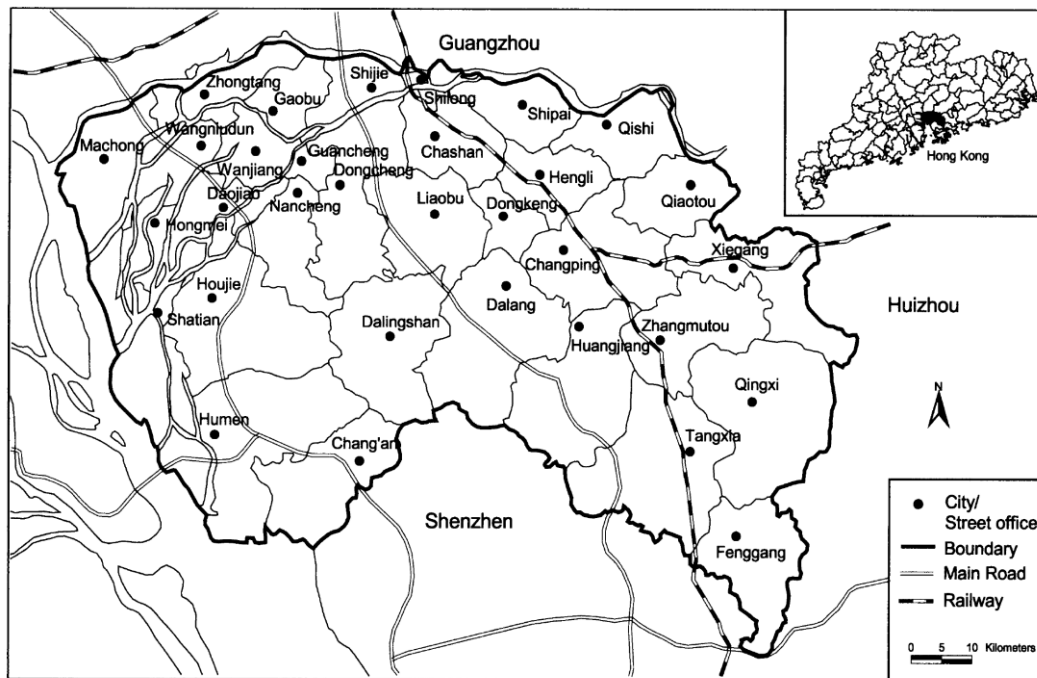 Guangzhou
Zhongtang
Shijie
Gaobu
Shilong
Shipai
Qishi
Wangniudun
Machong
Wanjiang
Guancheng
Chashan
Dongcheng
Hengli
Daojiao
Nancheng
Liaobu
Dongkeng
Qiaotou
Hongmei
Changping
Xiegang
Houjie
Dalang
Shatian
Dalingshan
Huangjiang
Zhangmutou
Huizhou
Qingxi
Humen
Chang'an
Tangxia
Shenzhen
Fenggang
Hong Kong
N
City/
Street office
Boundary
Main Road
Railway
0 5 10 Kilometers